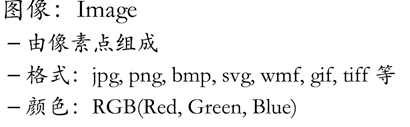 图像：Image
– 由像素点组成
– 格式：jpg, png, bmp, svg, wmf, gif, tiff 等
– 颜色：RGB(Red, Green, Blue)